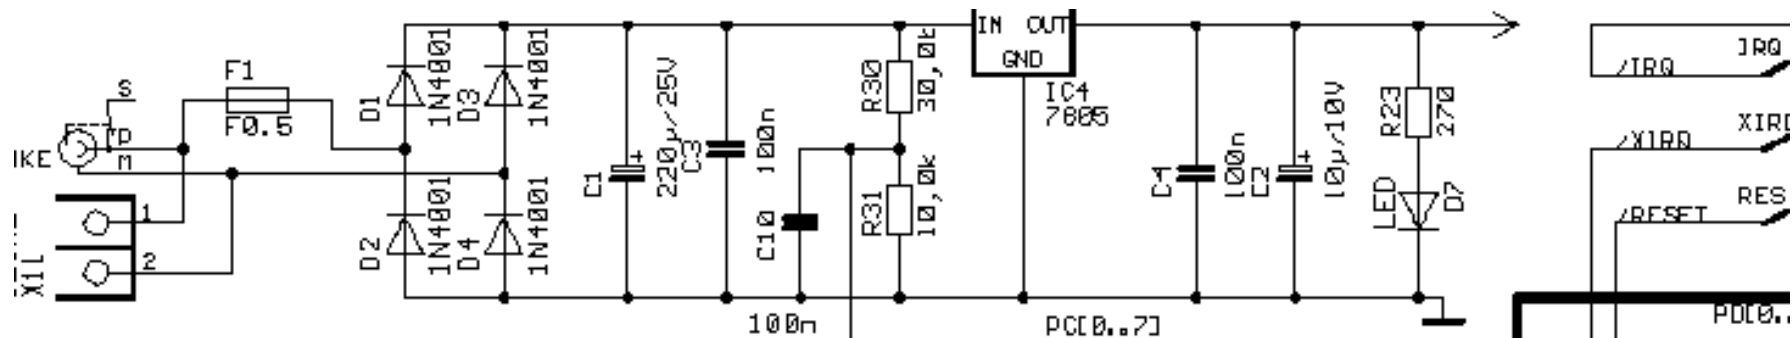 S
P
M
IKE
F1
F0.5
1
2
X1L
D1
1N4001
D3
1N4001
D2
1N4001
D4
1N4001
C1
220µ/25V
C3
100n
C10
100n
R30
30,0k
R31
10,0k
IN OUT
GND
IC4
7805
C4
100n
C2
10µ/10V
R23
270
LED
D7
PC[0..7]
IRQ
/IRQ
XIRQ
/XIRQ
RES
/RESET
PD[0..